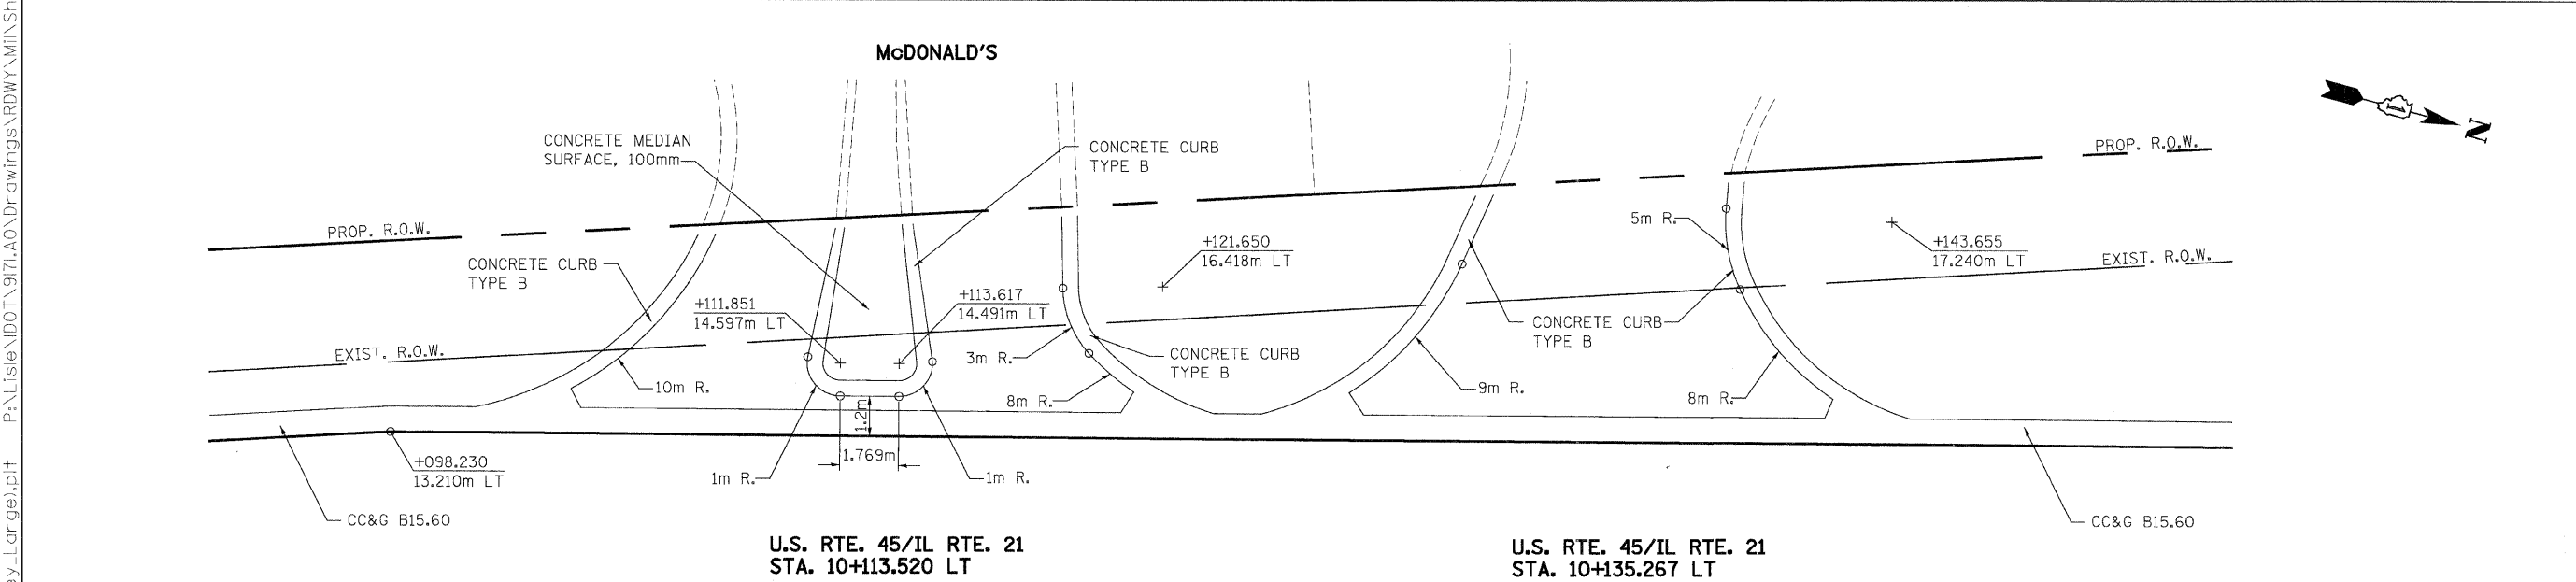 McDONALD'S
CONCRETE MEDIAN
SURFACE, 100mm
CONCRETE CURB
TYPE B
PROP. R.O.W.
N
PROP. R.O.W.
5m R.
+121.650
16.418m LT
+143.655
17.240m LT
EXIST. R.O.W.
CONCRETE CURB
TYPE B
+111.851
14.597m LT
+113.617
14.491m LT
CONCRETE CURB
TYPE B
EXIST. R.O.W.
3m R.
CONCRETE CURB
TYPE B
10m R.
8m R.
9m R.
8m R.
1.2m
1.769m
+098.230
13.210m LT
1m R.
1m R.
CC&G B15.60
CC&G B15.60
U.S. RTE. 45/IL RTE. 21
STA. 10+113.520 LT
U.S. RTE. 45/IL RTE. 21
STA. 10+135.267 LT